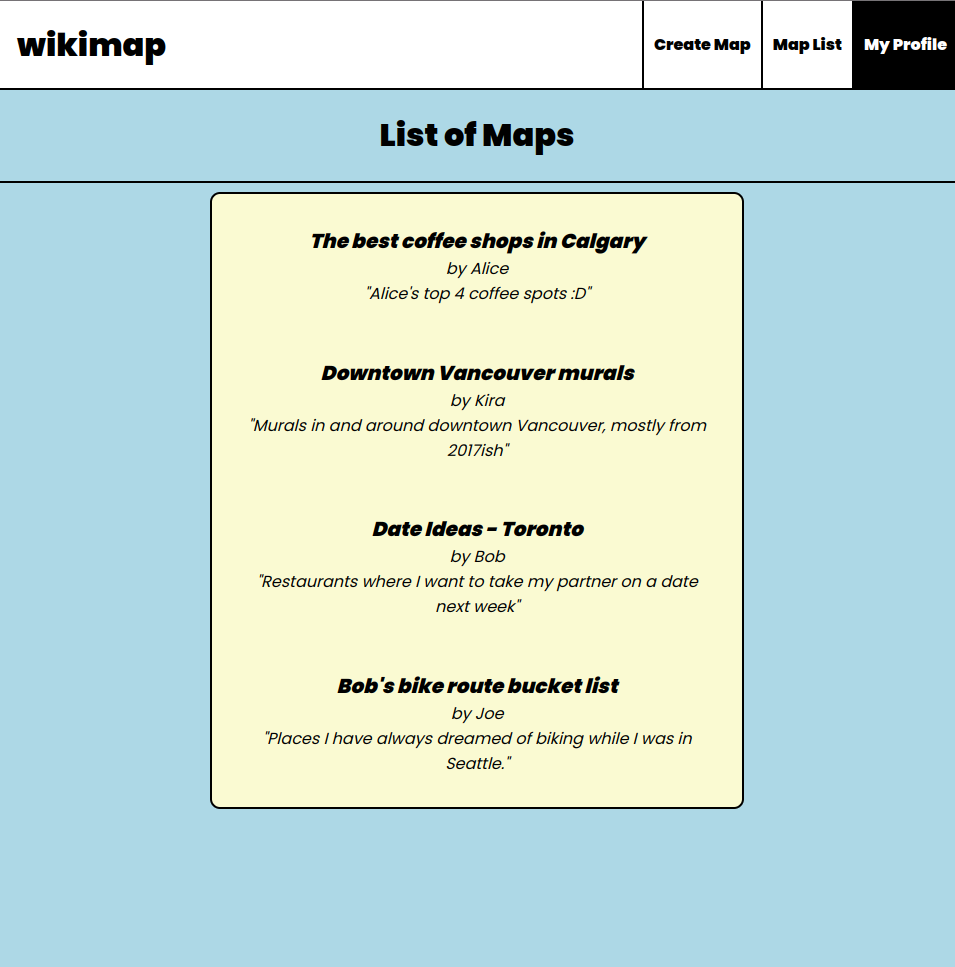 wikimap
Create Map
Map List
My Profile
List of Maps
The best coffee shops in Calgary
by Alice
"Alice's top 4 coffee spots :D"
Downtown Vancouver murals
by Kira
"Murals in and around downtown Vancouver, mostly from
2017ish"
Date Ideas - Toronto
by Bob
"Restaurants where I want to take my partner on a date
next week"
Bob's bike route bucket list
by Joe
"Places I have always dreamed of biking while I was in
Seattle."